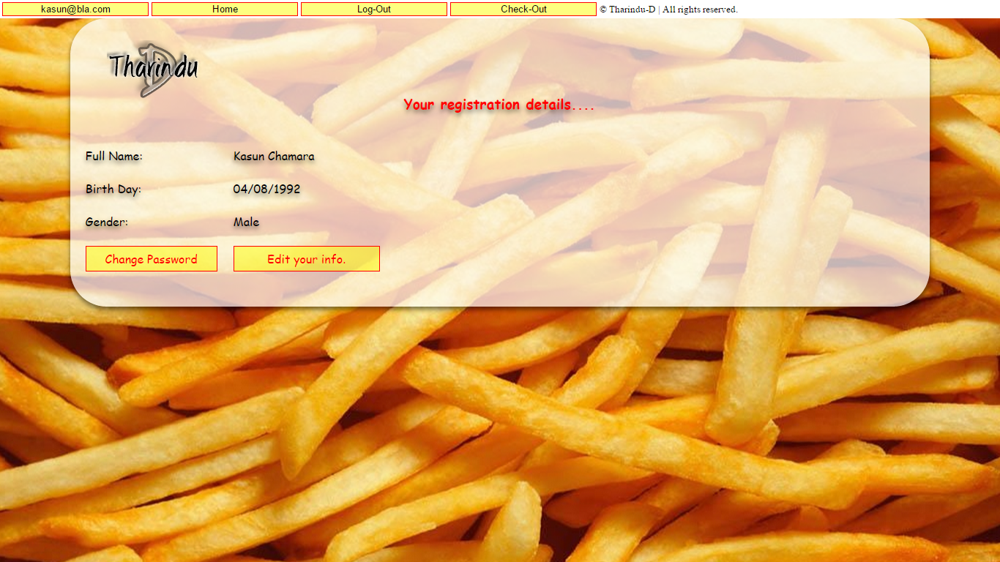 kasun@bla.com Home Log-Out Check-Out © Tharindu-D | All rights reserved.
Tharindu D
Your registration details....
Full Name: Kasun Chamara
Birth Day: 04/08/1992
Gender: Male
Change Password Edit your info.